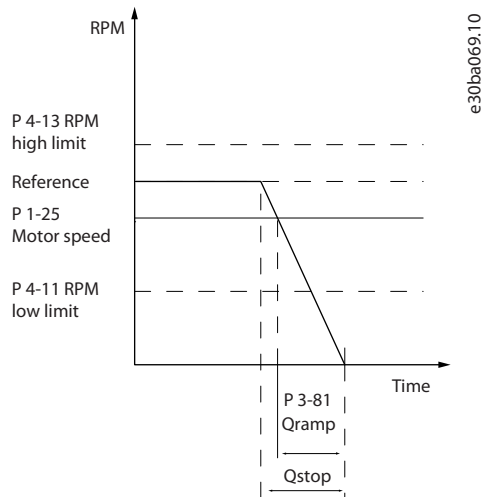 RPM
e30ba069.10
P 4-13 RPM
high limit
Reference
P 1-25
Motor speed
P 4-11 RPM
low limit
Time
P 3-81
Qramp
Qstop